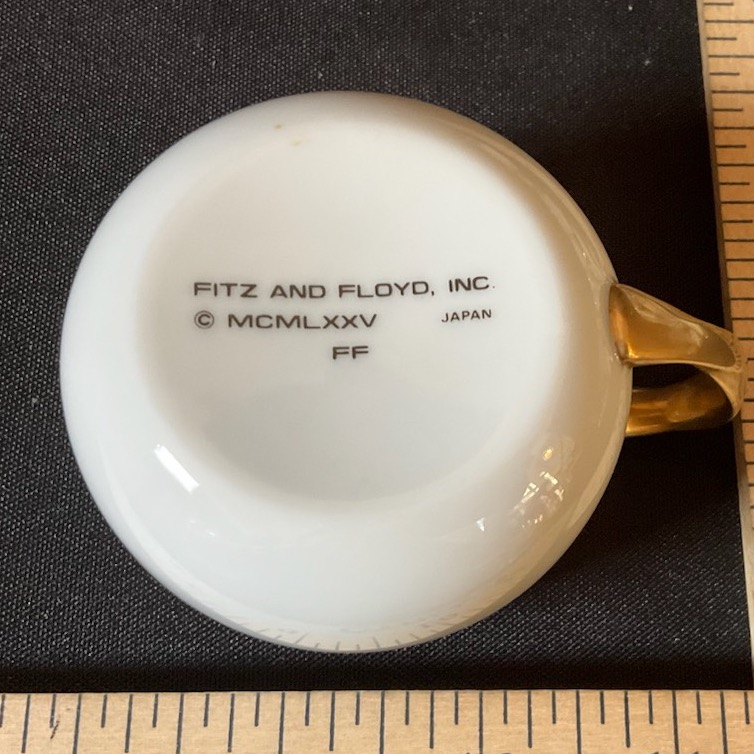 FITZ AND FLOYD, INC.
© MCMLXXV JAPAN
FF